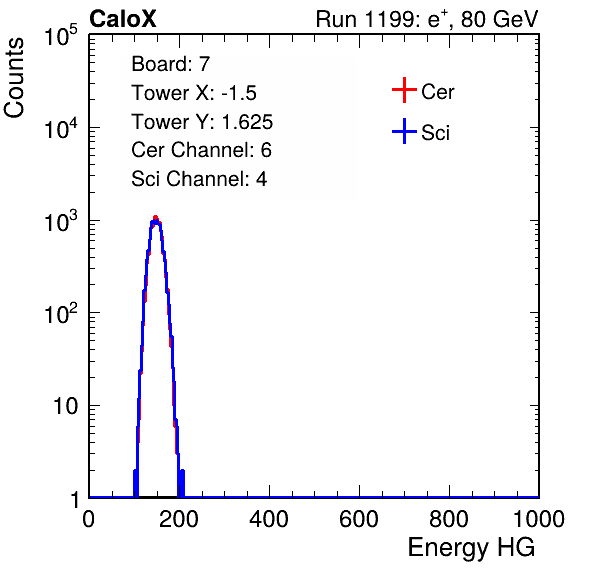 CaloX Run 1199: e⁺, 80 GeV
Counts
10⁵
10⁴
10³
10²
10
1
Board: 7
Tower X: -1.5
Tower Y: 1.625
Cer Channel: 6
Sci Channel: 4
Cer
Sci
0 200 400 600 800 1000
Energy HG